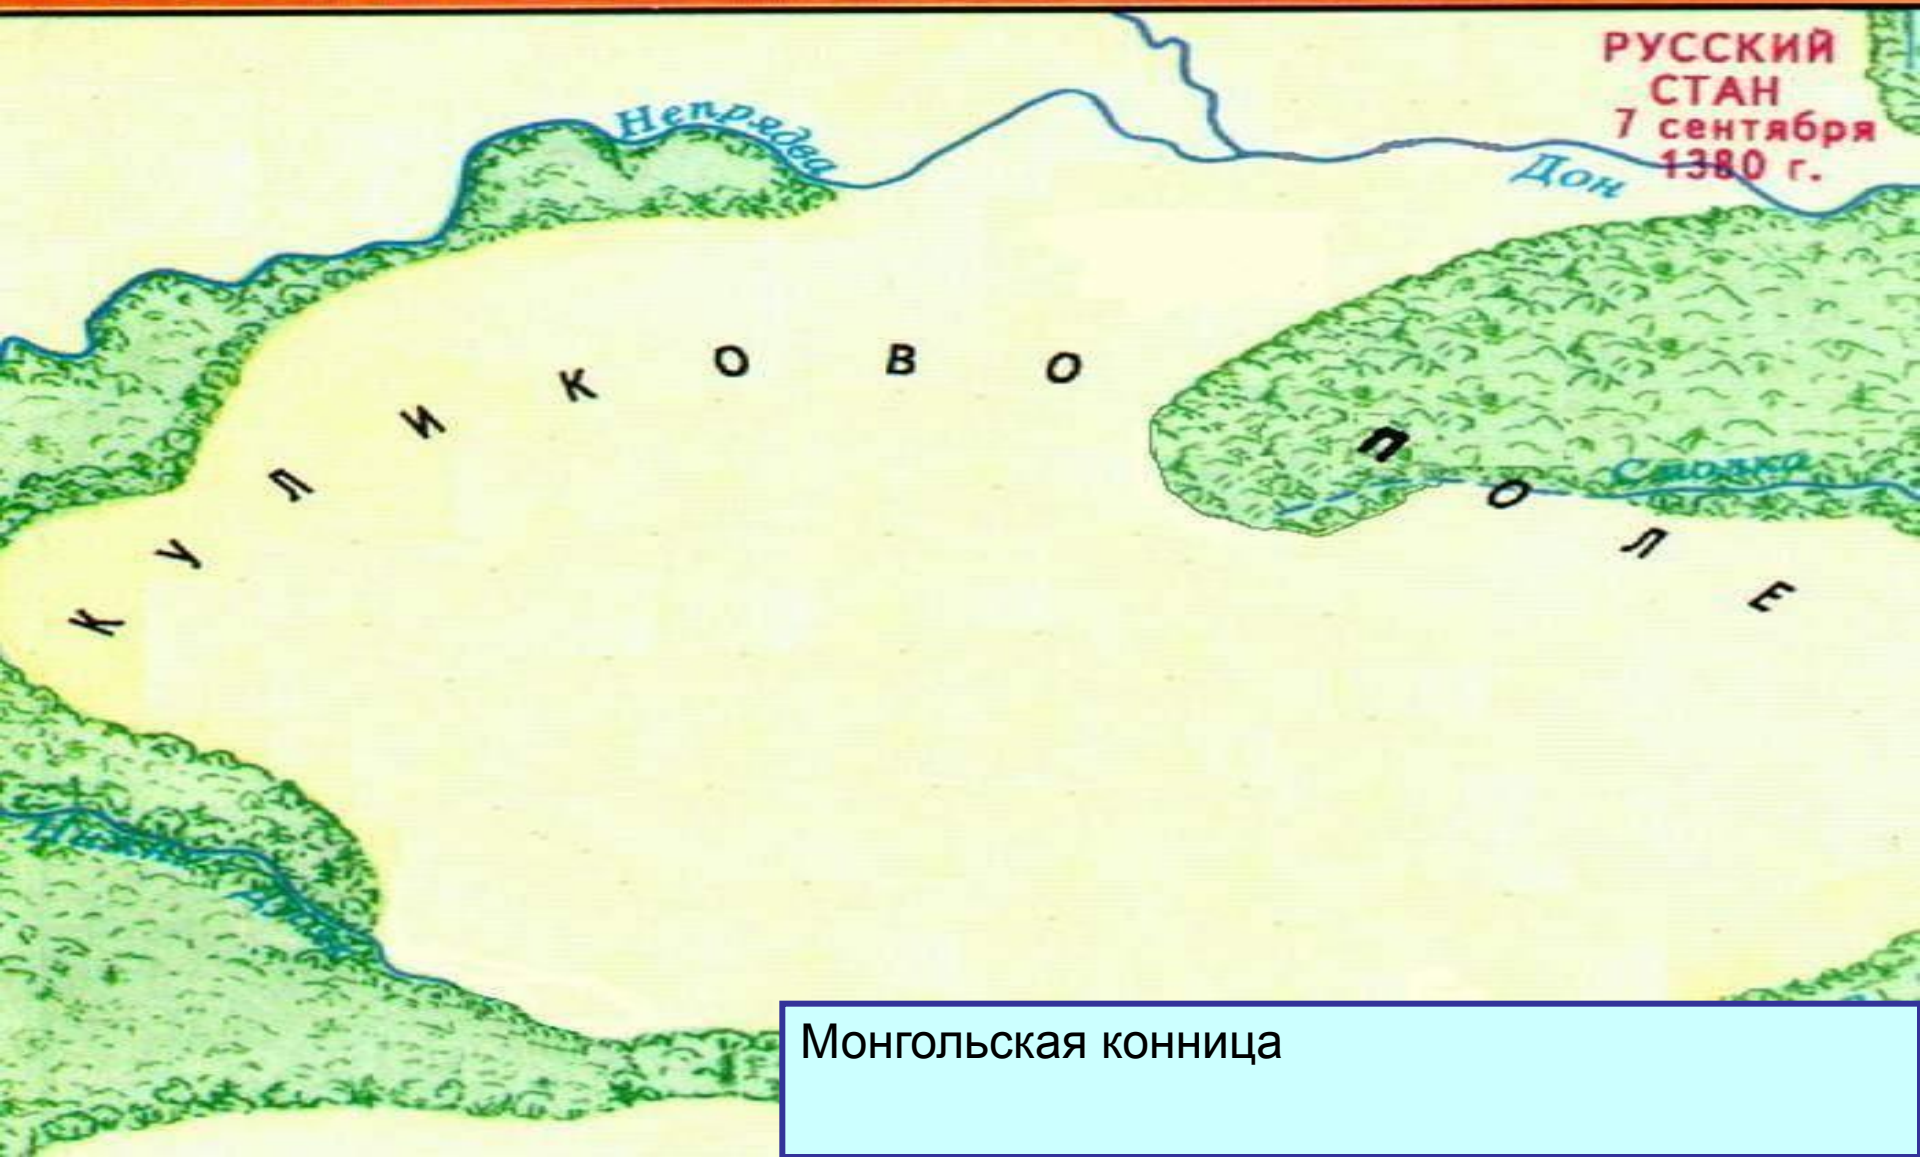 РУССКИЙ
СТАН
7 сентября
1380 г.
Непрядва
Дон
КУЛИКОВО ПОЛЕ
Смолка
Монгольская конница